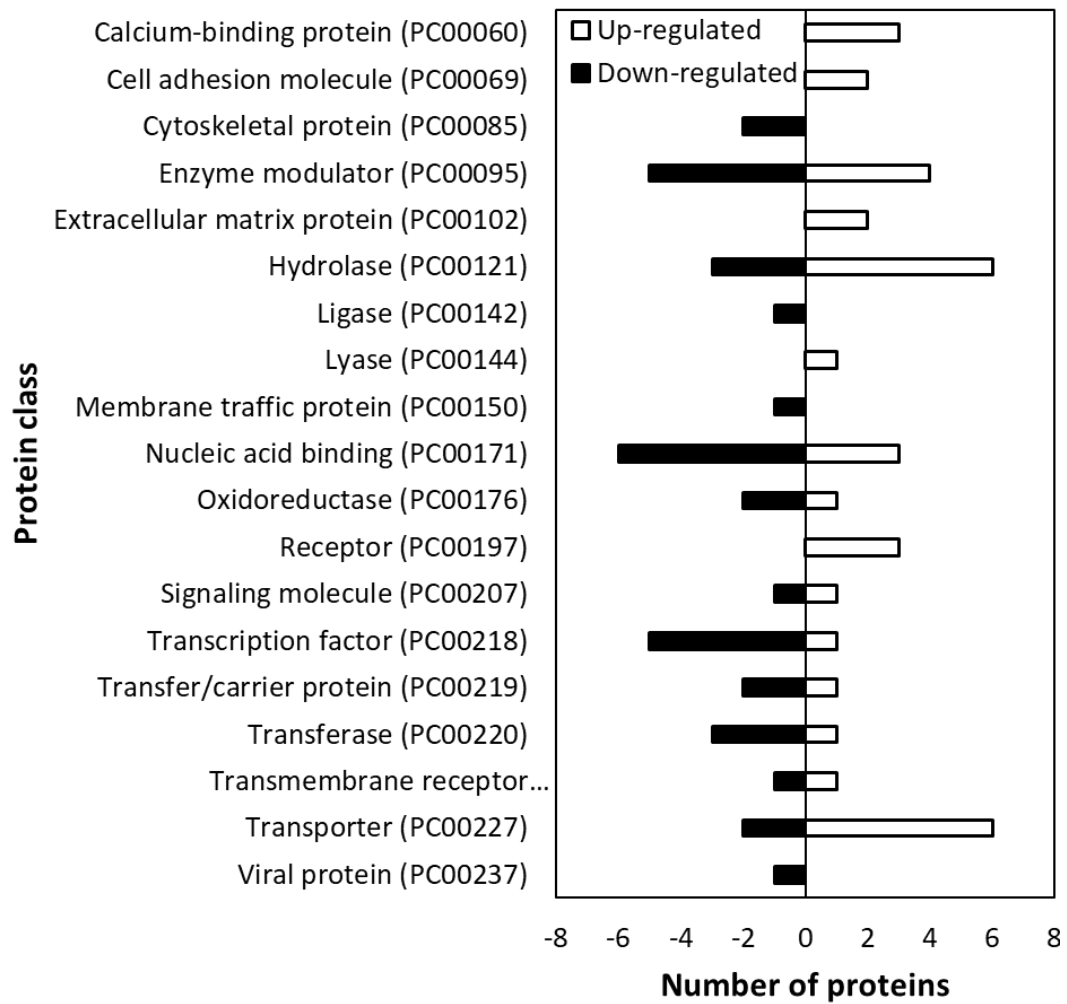 Calcium-binding protein (PC00060)
Cell adhesion molecule (PC00069)
Cytoskeletal protein (PC00085)
Enzyme modulator (PC00095)
Extracellular matrix protein (PC00102)
Hydrolase (PC00121)
Ligase (PC00142)
Lyase (PC00144)
Membrane traffic protein (PC00150)
Nucleic acid binding (PC00171)
Oxidoreductase (PC00176)
Receptor (PC00197)
Signaling molecule (PC00207)
Transcription factor (PC00218)
Transfer/carrier protein (PC00219)
Transferase (PC00220)
Transmembrane receptor...
Transporter (PC00227)
Viral protein (PC00237)
Protein class
Up-regulated
Down-regulated
-8 -6 -4 -2 0 2 4 6 8
Number of proteins